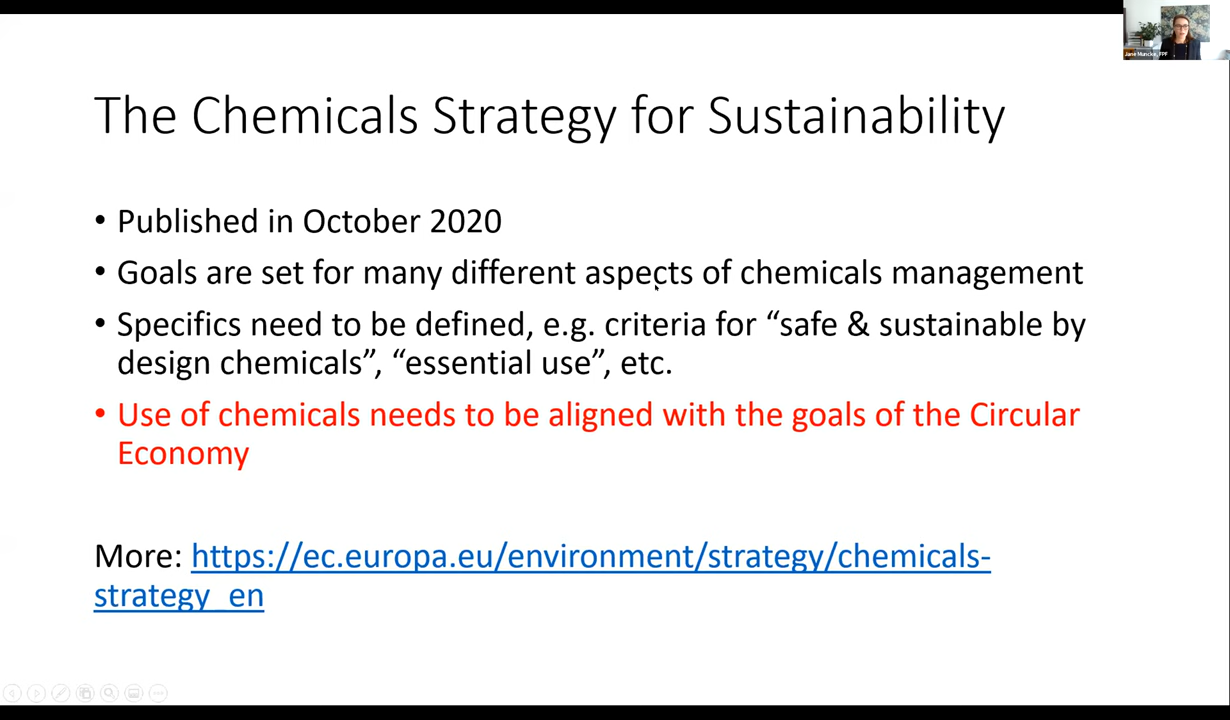 Jane Muncke, FPF
The Chemicals Strategy for Sustainability
• Published in October 2020
• Goals are set for many different aspects of chemicals management
• Specifics need to be defined, e.g. criteria for “safe & sustainable by
design chemicals”, “essential use”, etc.
• Use of chemicals needs to be aligned with the goals of the Circular
Economy
More: https://ec.europa.eu/environment/strategy/chemicals-
strategy_en